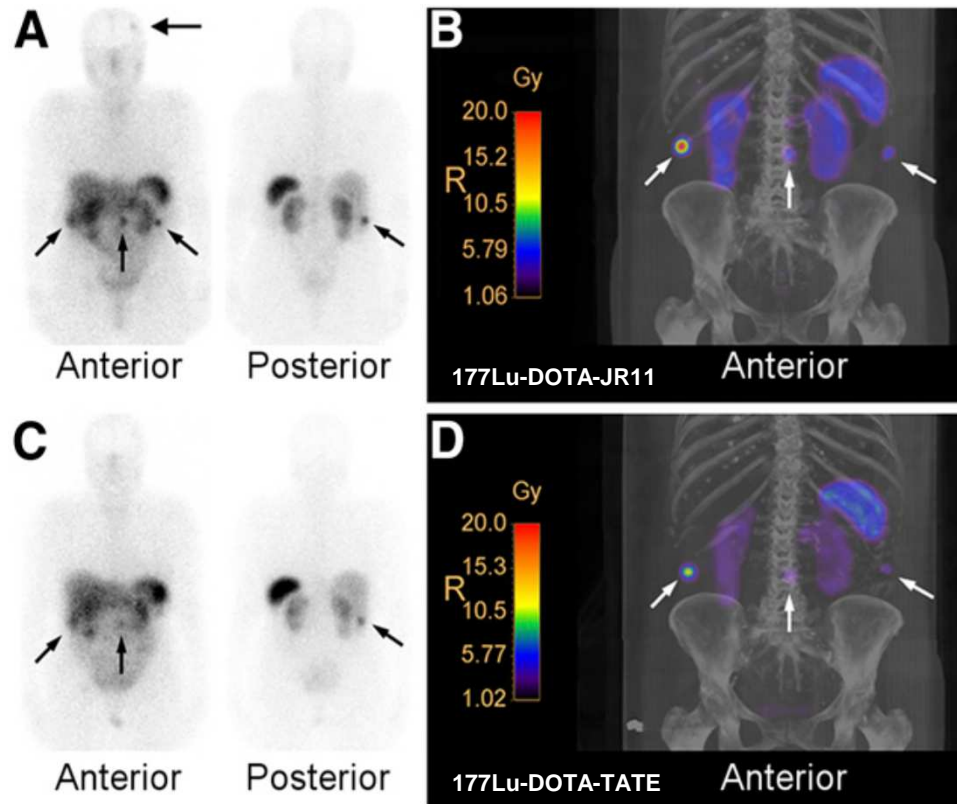 A
Anterior
Posterior
B
Gy
20.0
15.2
R
10.5
5.79
1.06
177Lu-DOTA-JR11
Anterior
C
Anterior
Posterior
D
Gy
20.0
15.3
R
10.5
5.77
1.02
177Lu-DOTA-TATE
Anterior